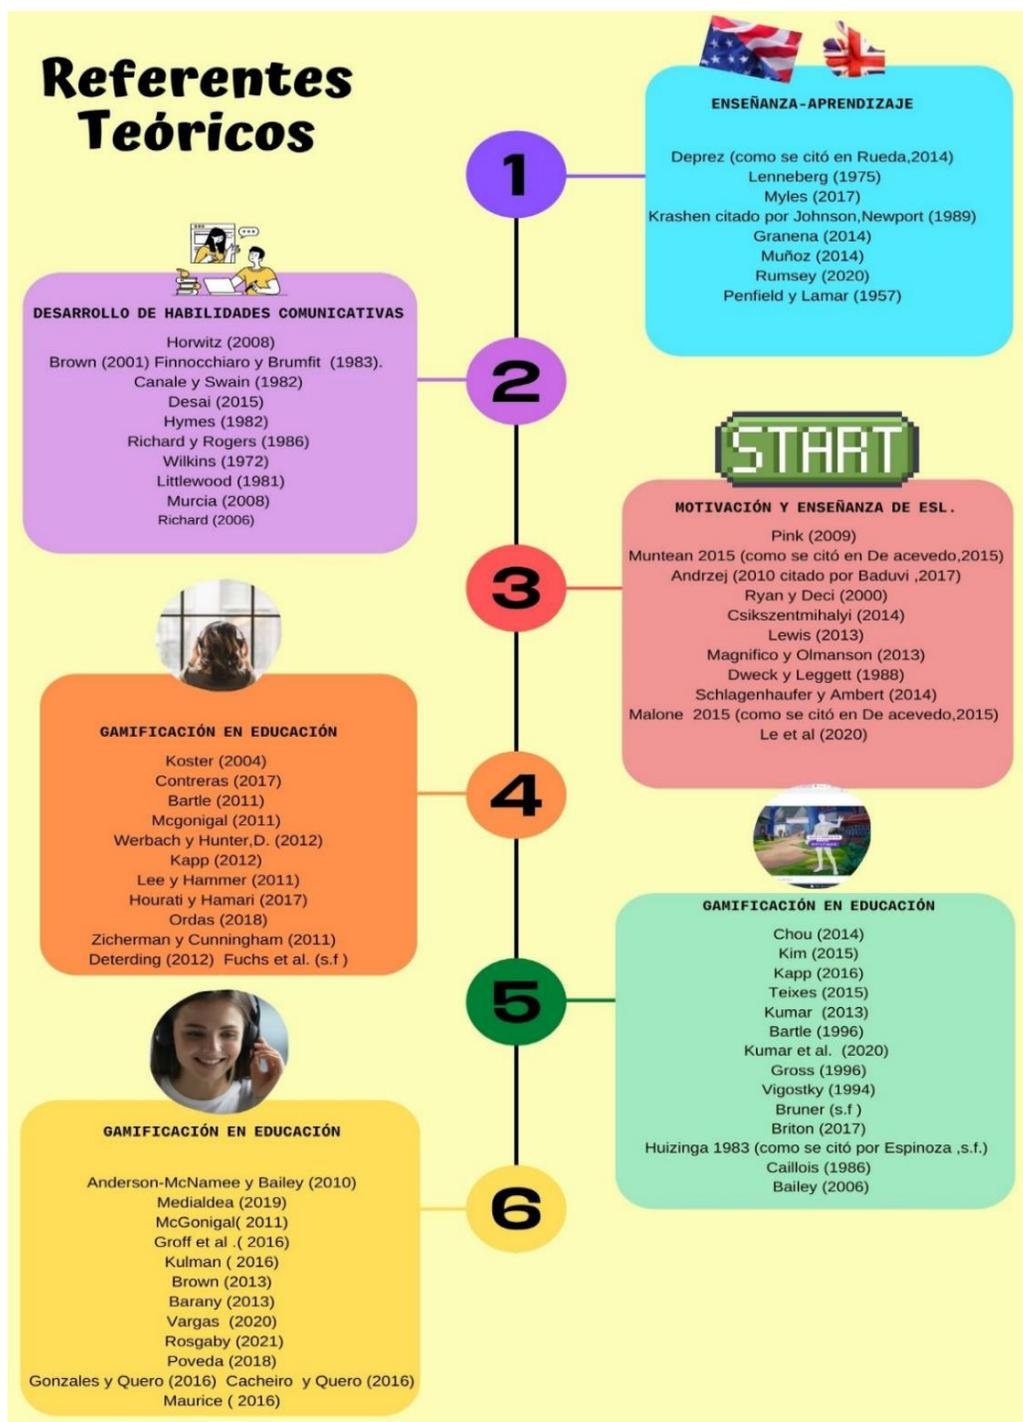 Referentes
Teóricos
1
ENSEÑANZA-APRENDIZAJE
Deprez (como se citó en Rueda,2014)
Lenneberg (1975)
Myles (2017)
Krashen citado por Johnson,Newport (1989)
Granena (2014)
Muñoz (2014)
Rumsey (2020)
Penfield y Lamar (1957)
2
DESARROLLO DE HABILIDADES COMUNICATIVAS
Horwitz (2008)
Brown (2001) Finnocchiaro y Brumfit (1983).
Canale y Swain (1982)
Desai (2015)
Hymes (1982)
Richard y Rogers (1986)
Wilkins (1972)
Littlewood (1981)
Murcia (2008)
Richard (2006)
START
3
MOTIVACIÓN Y ENSEÑANZA DE ESL.
Pink (2009)
Muntean 2015 (como se citó en De acevedo,2015)
Andrzej (2010 citado por Baduvi ,2017)
Ryan y Deci (2000)
Csikszentmihalyi (2014)
Lewis (2013)
Magnifico y Olmanson (2013)
Dweck y Leggett (1988)
Schlagenhaufer y Ambert (2014)
Malone 2015 (como se citó en De acevedo,2015)
Le et al (2020)
4
GAMIFICACIÓN EN EDUCACIÓN
Koster (2004)
Contreras (2017)
Bartle (2011)
Mcgonigal (2011)
Werbach y Hunter,D. (2012)
Kapp (2012)
Lee y Hammer (2011)
Hourati y Hamari (2017)
Ordas (2018)
Zicherman y Cunningham (2011)
Deterding (2012) Fuchs et al. (s.f )
5
GAMIFICACIÓN EN EDUCACIÓN
Chou (2014)
Kim (2015)
Kapp (2016)
Teixes (2015)
Kumar (2013)
Bartle (1996)
Kumar et al. (2020)
Gross (1996)
Vigostky (1994)
Bruner (s.f )
Briton (2017)
Huizinga 1983 (como se citó por Espinoza ,s.f.)
Caillois (1986)
Bailey (2006)
6
GAMIFICACIÓN EN EDUCACIÓN
Anderson-McNamee y Bailey (2010)
Medialdea (2019)
McGonigal( 2011)
Groff et al .( 2016)
Kulman ( 2016)
Brown (2013)
Barany (2013)
Vargas (2020)
Rosgaby (2021)
Poveda (2018)
Gonzales y Quero (2016) Cacheiro y Quero (2016)
Maurice ( 2016)